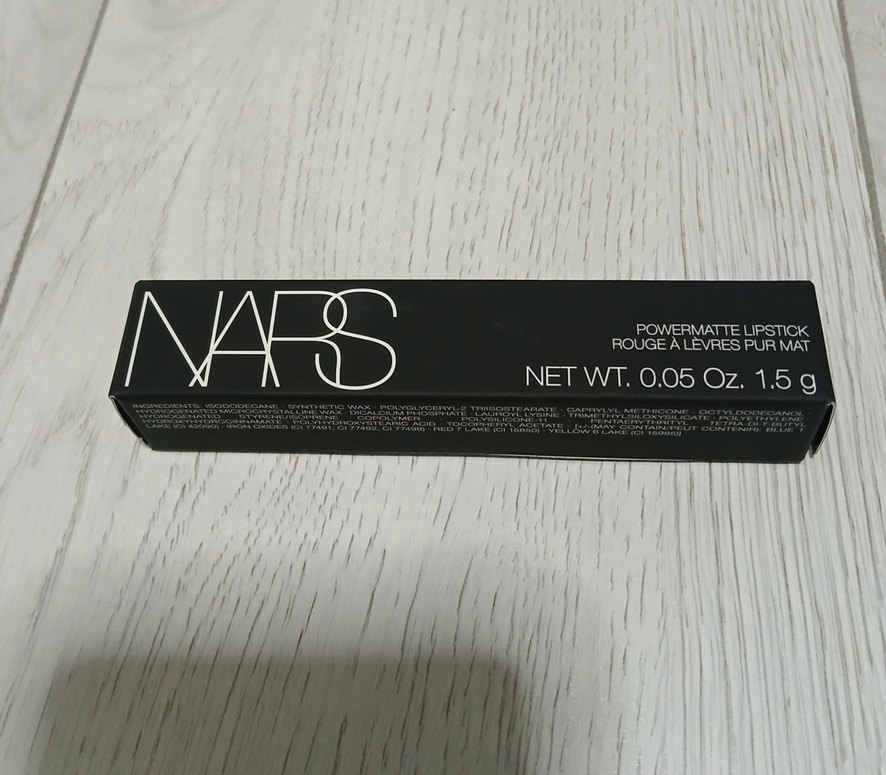 NARS
POWERMATTE LIPSTICK
ROUGE À LÈVRES PUR MAT
NET WT. 0.05 Oz. 1.5 g
INGREDIENTS: ISODODECANE · SYNTHETIC WAX · POLYGLYCERYL-2 TRIISOSTEARATE · CAPRYLYL METHICONE · OCTYLDODECANOL ·
HYDROGENATED MICROCRYSTALLINE WAX · DICALCIUM PHOSPHATE · LAUROYL LYSINE · TRIMETHYLSILOXYSILICATE · POLYETHYLENE ·
HYDROGENATED STYRENE/ISOPRENE COPOLYMER · POLYSILICONE-11 · PENTAERYTHRITYL TETRA-DI-T-BUTYL
HYDROXYHYDROCINNAMATE · POLYHYDROXYSTEARIC ACID · TOCOPHERYL ACETATE · [+/-(MAY CONTAIN/PEUT CONTENIR): BLUE 1
LAKE (CI 42090) · IRON OXIDES (CI 77491, CI 77492, CI 77499) · RED 7 LAKE (CI 15850) · YELLOW 6 LAKE (CI 15985)]